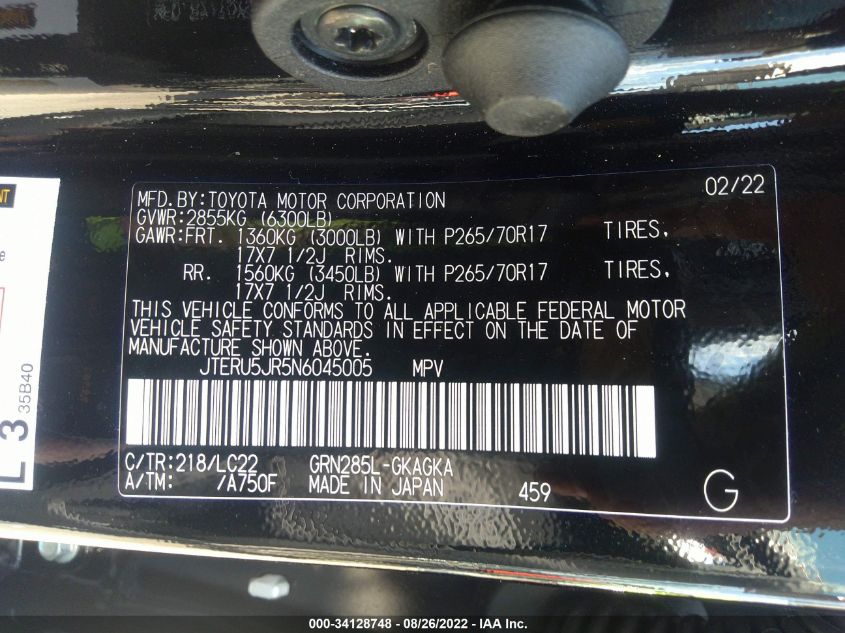 MFD.BY:TOYOTA MOTOR CORPORATION 02/22
GVWR:2855KG (6300LB)
GAWR:FRT. 1360KG (3000LB) WITH P265/70R17 TIRES,
17X7 1/2J RIMS.
RR. 1560KG (3450LB) WITH P265/70R17 TIRES,
17X7 1/2J RIMS.
THIS VEHICLE CONFORMS TO ALL APPLICABLE FEDERAL MOTOR
VEHICLE SAFETY STANDARDS IN EFFECT ON THE DATE OF
MANUFACTURE SHOWN ABOVE.
JTERU5JR5N6045005 MPV
C/TR:218/LC22 GRN285L-GKAGKA
A/TM: /A750F MADE IN JAPAN 459 G
L 3 35B40
000-34128748 - 08/26/2022 - IAA Inc.